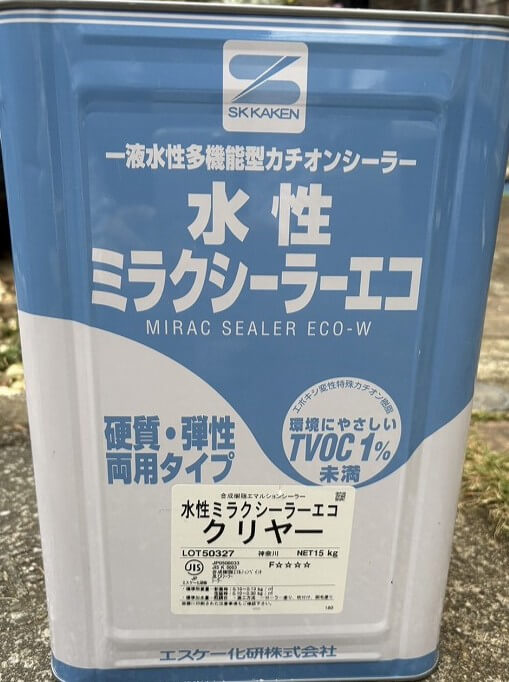 SK KAKEN
一液水性多機能型カチオンシーラー
水性
ミラクシーラーエコ
MIRAC SEALER ECO-W
エポキシ変性特殊カチオン樹脂
環境にやさしい
TVOC 1%
未満
硬質・弾性
両用タイプ
合成樹脂エマルションシーラー
水性ミラクシーラーエコ
クリヤー
LOT50327 神奈川 NET15 kg
JIS
F☆☆☆☆
エスケー化研株式会社